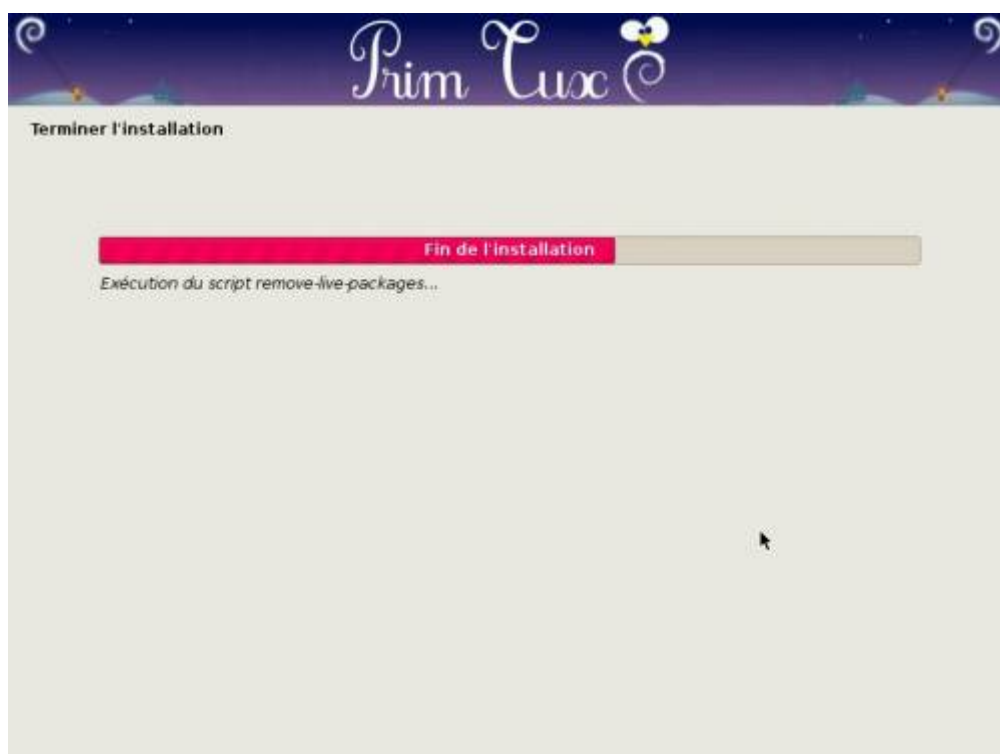 Prim Tux
Terminer l'installation
Fin de l'installation
Exécution du script remove-live-packages...